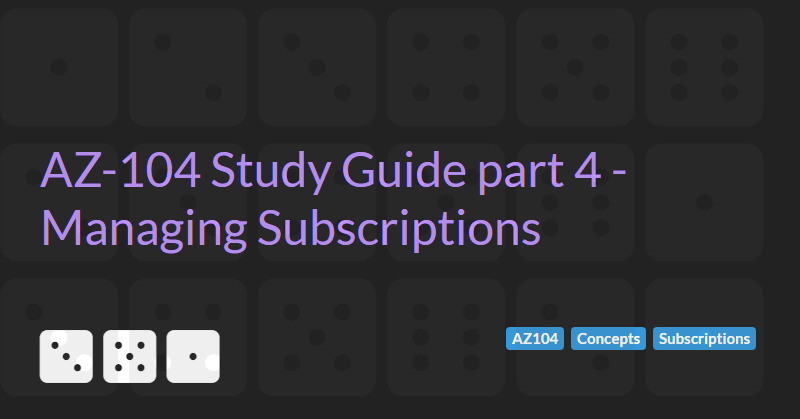 AZ-104 Study Guide part 4 -
Managing Subscriptions
AZ104 Concepts Subscriptions